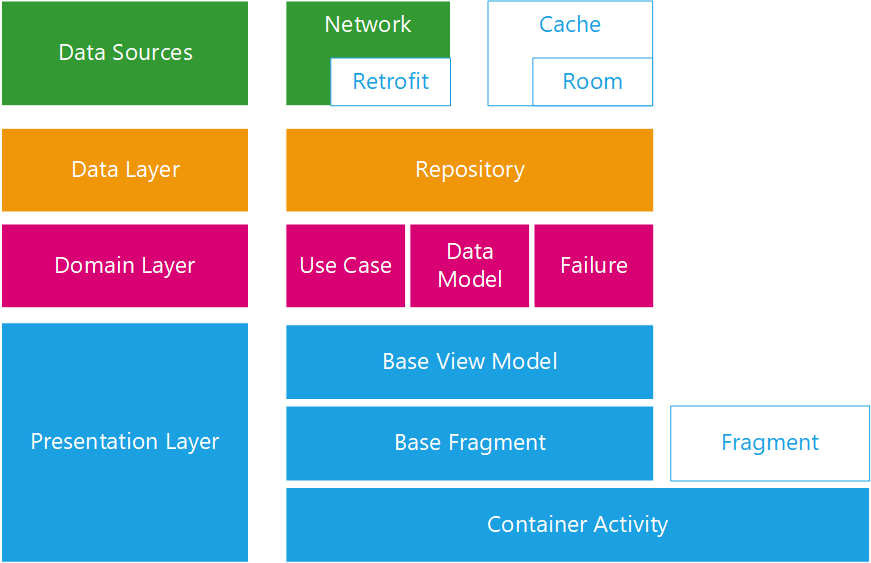 Data Sources
Network
Retrofit
Cache
Room
Data Layer
Repository
Domain Layer
Use Case
Data
Model
Failure
Presentation Layer
Base View Model
Base Fragment
Fragment
Container Activity